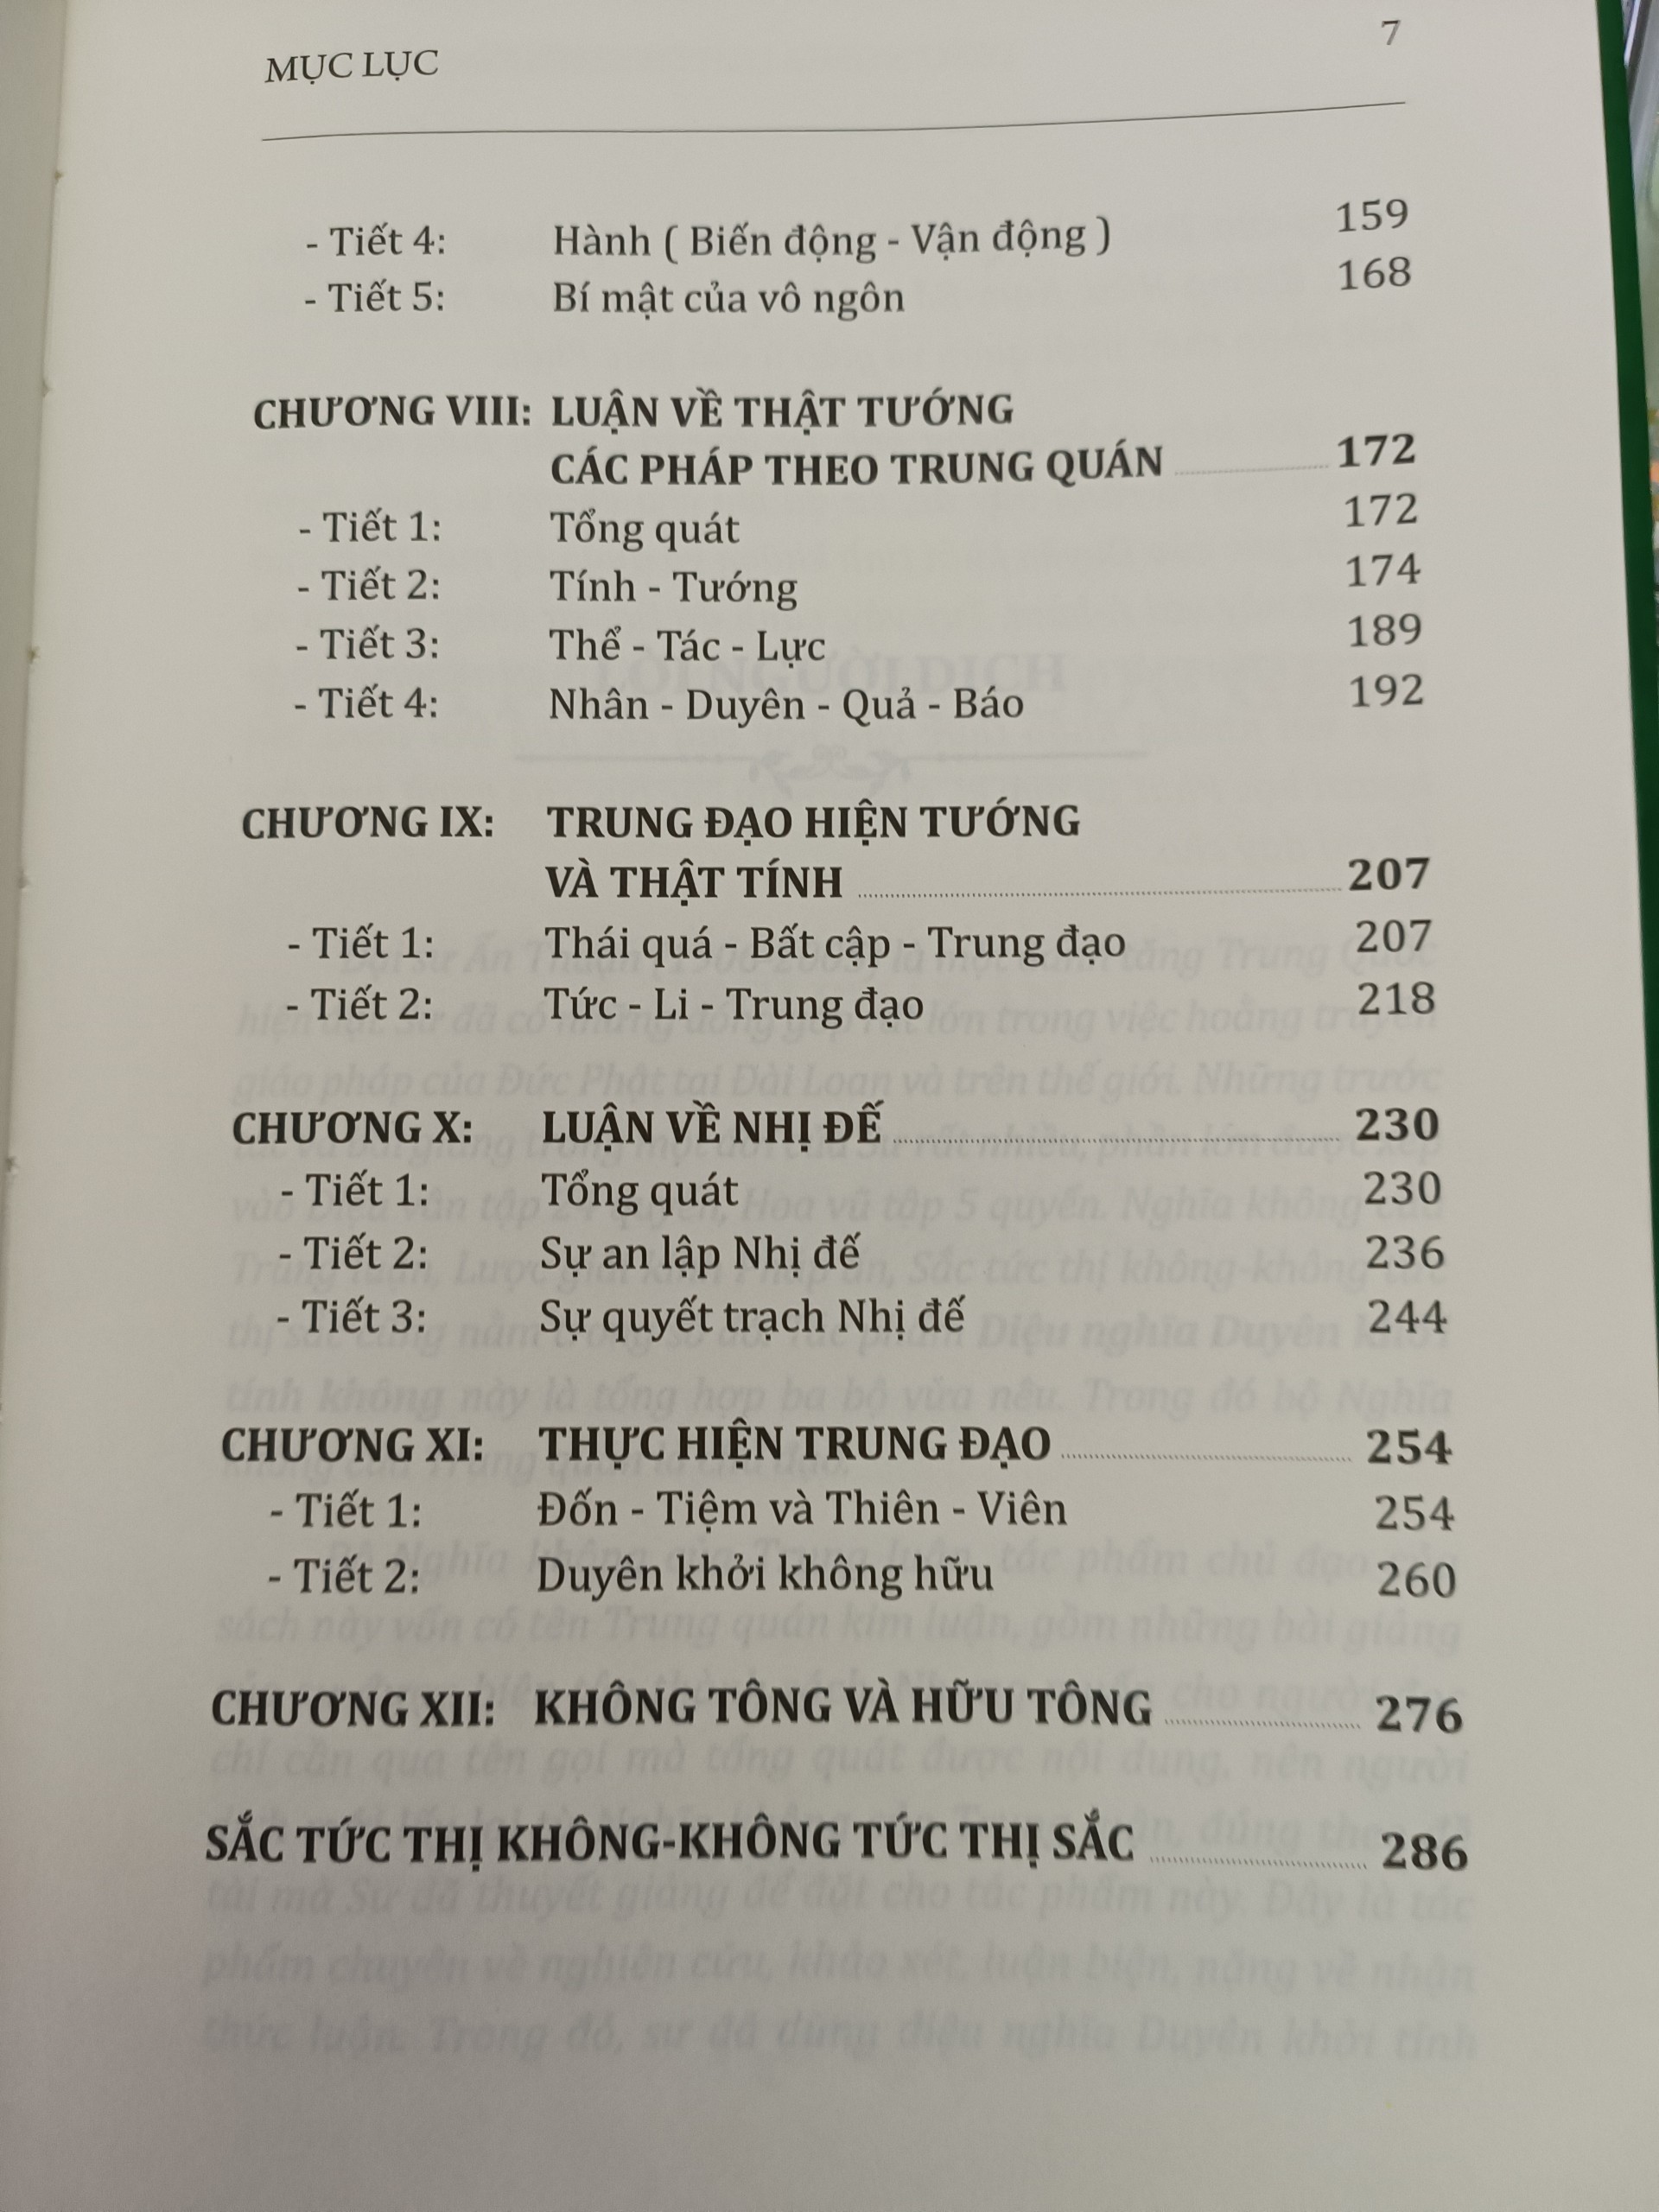 MỤC LỤC 7
- Tiết 4: Hành ( Biến động - Vận động ) 159
- Tiết 5: Bí mật của vô ngôn 168
CHƯƠNG VIII: LUẬN VỀ THẬT TƯỚNG
CÁC PHÁP THEO TRUNG QUÁN 172
- Tiết 1: Tổng quát 172
- Tiết 2: Tính - Tướng 174
- Tiết 3: Thể - Tác - Lực 189
- Tiết 4: Nhân - Duyên - Quả - Báo 192
CHƯƠNG IX: TRUNG ĐẠO HIỆN TƯỚNG
VÀ THẬT TÍNH 207
- Tiết 1: Thái quá - Bất cập - Trung đạo 207
- Tiết 2: Tức - Li - Trung đạo 218
CHƯƠNG X: LUẬN VỀ NHỊ ĐẾ 230
- Tiết 1: Tổng quát 230
- Tiết 2: Sự an lập Nhị đế 236
- Tiết 3: Sự quyết trạch Nhị đế 244
CHƯƠNG XI: THỰC HIỆN TRUNG ĐẠO 254
- Tiết 1: Đốn - Tiệm và Thiên - Viên 254
- Tiết 2: Duyên khởi không hữu 260
CHƯƠNG XII: KHÔNG TÔNG VÀ HỮU TÔNG 276
SẮC TỨC THỊ KHÔNG-KHÔNG TỨC THỊ SẮC 286